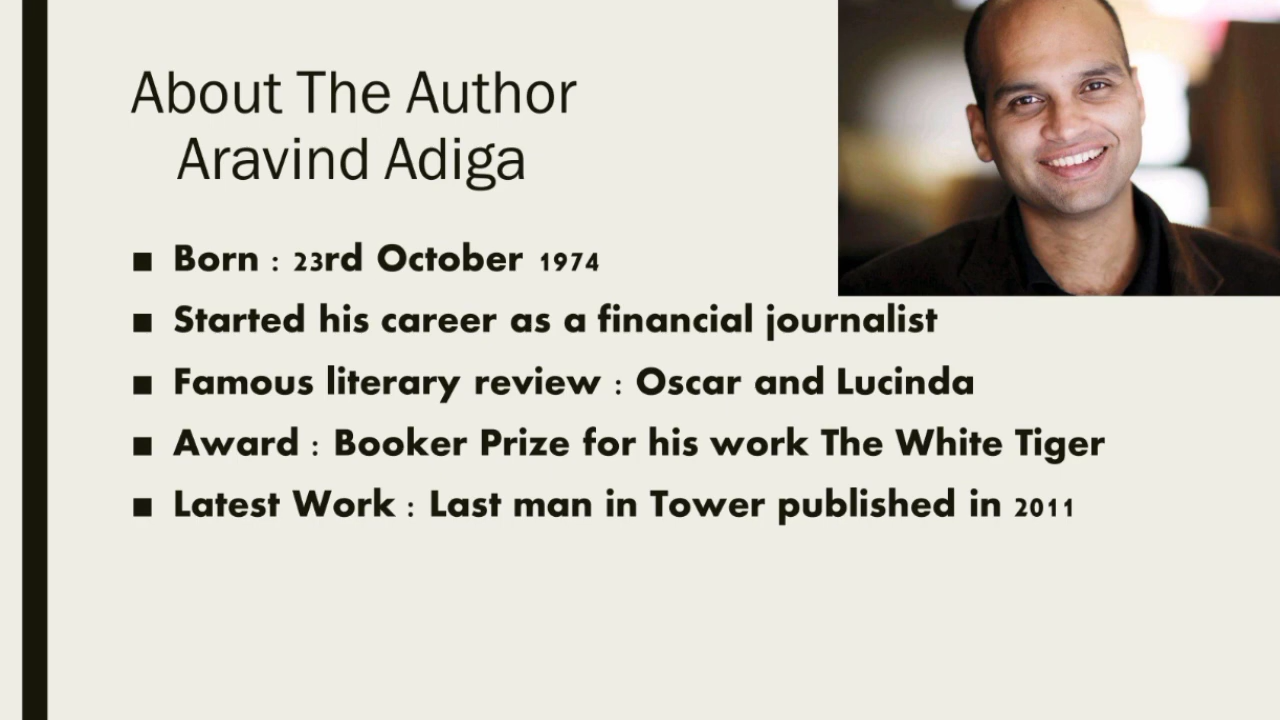 About The Author
Aravind Adiga
▪ Born : 23rd October 1974
▪ Started his career as a financial journalist
▪ Famous literary review : Oscar and Lucinda
▪ Award : Booker Prize for his work The White Tiger
▪ Latest Work : Last man in Tower published in 2011